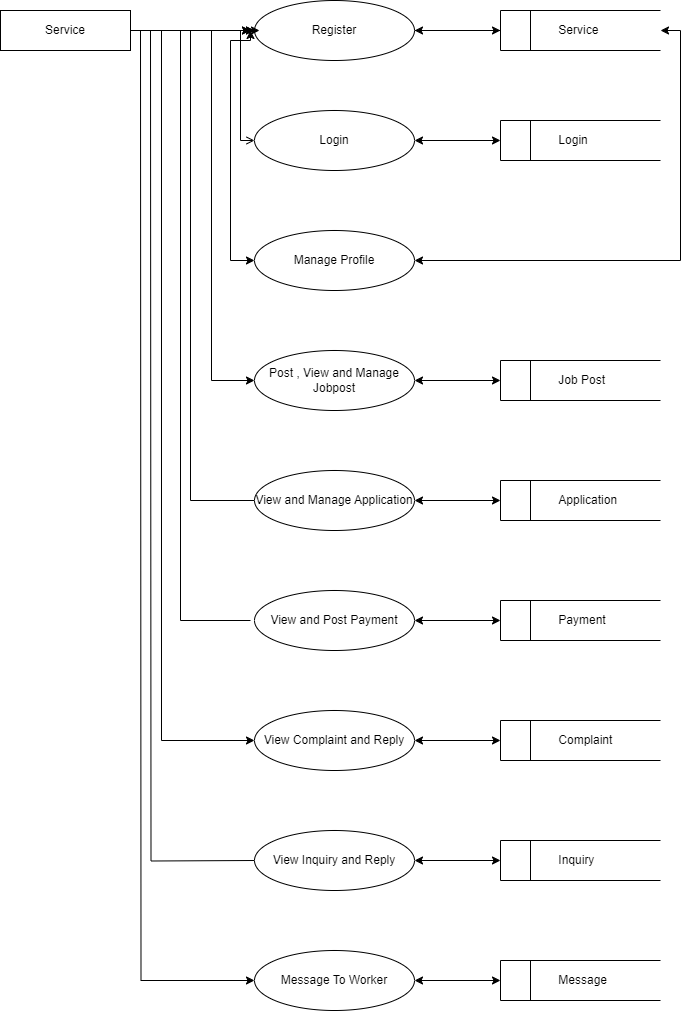 Service
Register
Service
Login
Login
Manage Profile
Post , View and Manage
Jobpost
Job Post
View and Manage Application
Application
View and Post Payment
Payment
View Complaint and Reply
Complaint
View Inquiry and Reply
Inquiry
Message To Worker
Message